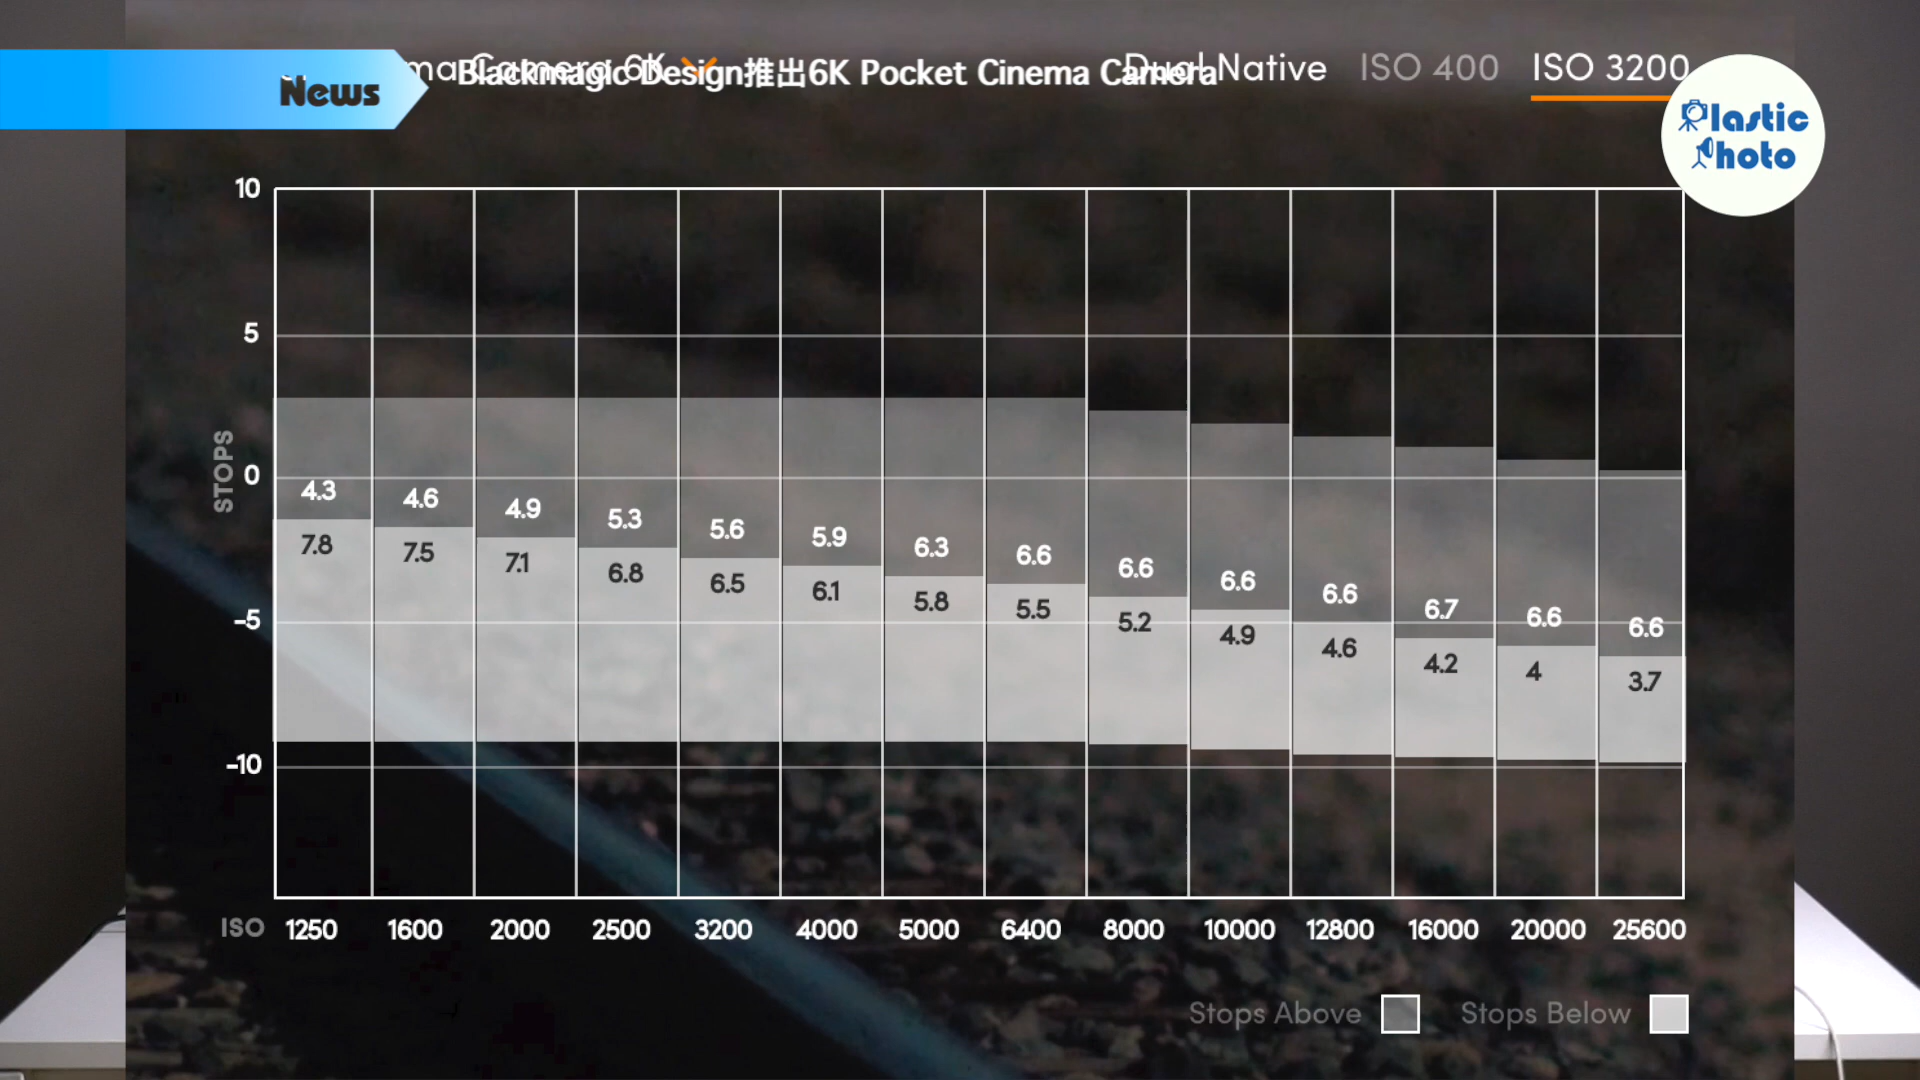 News
ma Camera 6K
Blackmagic Design推出6K Pocket Cinema Camera
Dual Native
ISO 400
ISO 3200
Plastic
Photo
10
5
0
-5
-10
STOPS
4.3 4.6 4.9 5.3 5.6 5.9 6.3 6.6 6.6 6.6 6.6 6.7 6.6 6.6
7.8 7.5 7.1 6.8 6.5 6.1 5.8 5.5 5.2 4.9 4.6 4.2 4 3.7
ISO 1250 1600 2000 2500 3200 4000 5000 6400 8000 10000 12800 16000 20000 25600
Stops Above
Stops Below